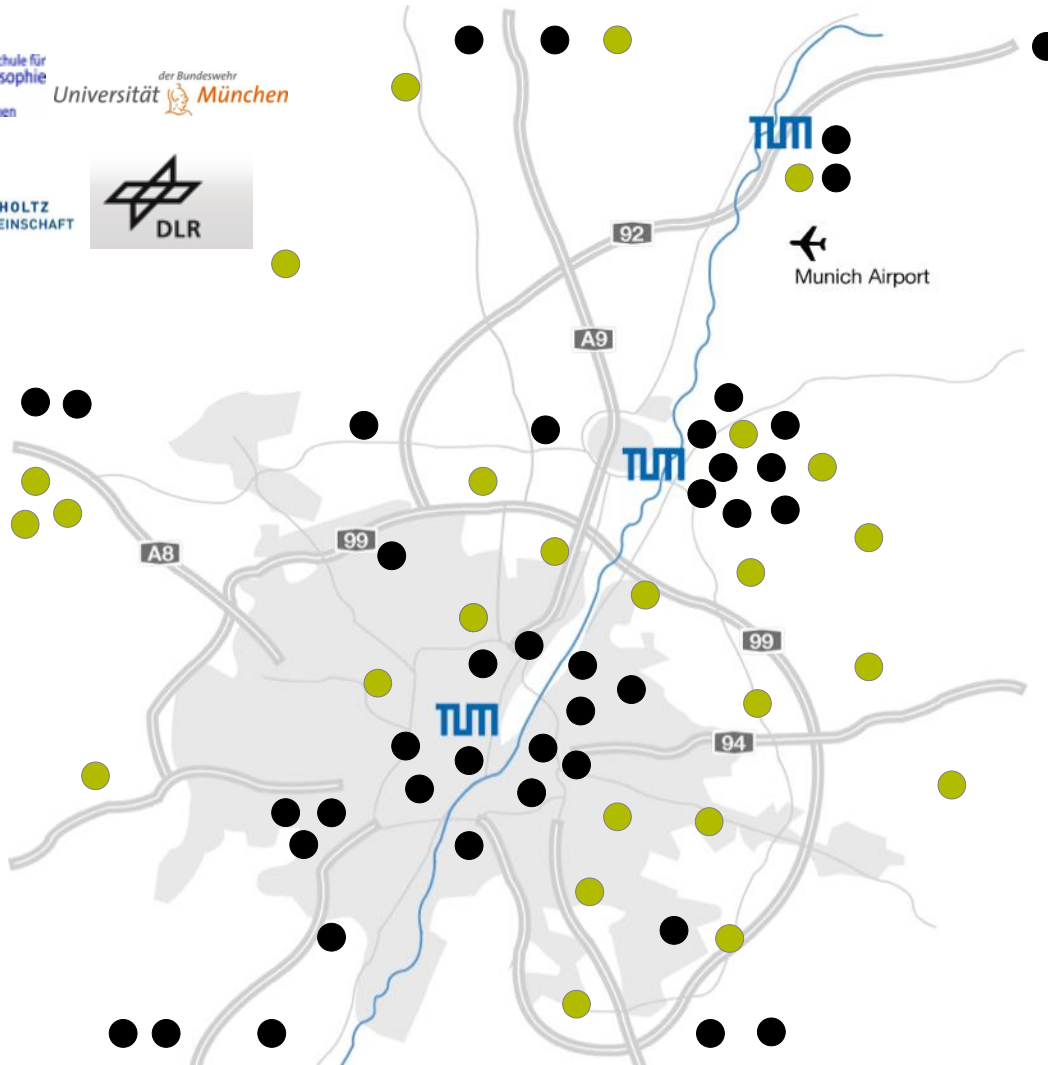 chule für
sophie
en
der Bundeswehr
Universität München
HOLTZ
EINSCHAFT
DLR
TUM
92
Munich Airport
A9
TUM
99
A8
99
TUM
94